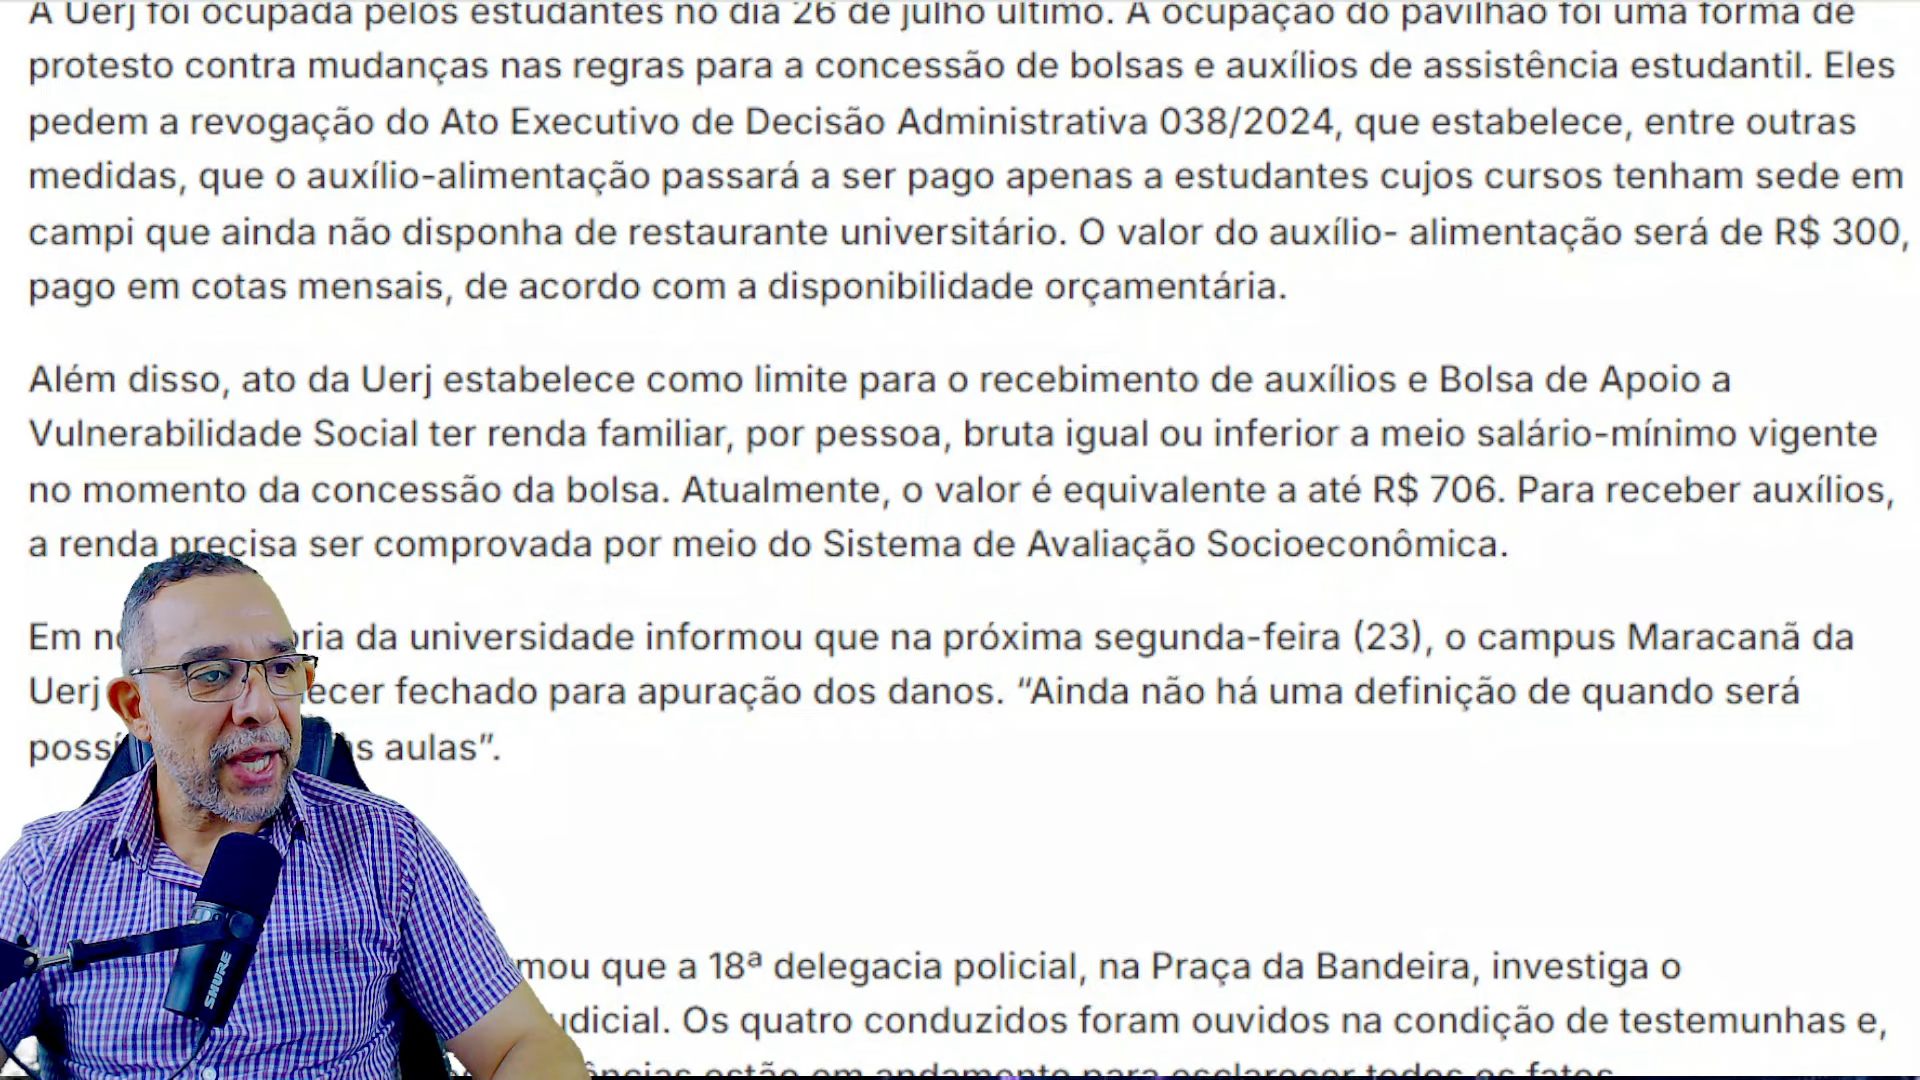 A Uerj foi ocupada pelos estudantes no dia 26 de julho último. A ocupação do pavilhão foi uma forma de
protesto contra mudanças nas regras para a concessão de bolsas e auxílios de assistência estudantil. Eles
pedem a revogação do Ato Executivo de Decisão Administrativa 038/2024, que estabelece, entre outras
medidas, que o auxílio-alimentação passará a ser pago apenas a estudantes cujos cursos tenham sede em
campi que ainda não disponha de restaurante universitário. O valor do auxílio- alimentação será de R$ 300,
pago em cotas mensais, de acordo com a disponibilidade orçamentária.
Além disso, ato da Uerj estabelece como limite para o recebimento de auxílios e Bolsa de Apoio a
Vulnerabilidade Social ter renda familiar, por pessoa, bruta igual ou inferior a meio salário-mínimo vigente
no momento da concessão da bolsa. Atualmente, o valor é equivalente a até R$ 706. Para receber auxílios,
a renda precisa ser comprovada por meio do Sistema de Avaliação Socioeconômica.
Em da universidade informou que na próxima segunda-feira (23), o campus Maracanã da
Uerj fechado para apuração dos danos. “Ainda não há uma definição de quando será
aulas”.
que a 18ª delegacia policial, na Praça da Bandeira, investiga o
Os quatro conduzidos foram ouvidos na condição de testemunhas e,
estão em andamento para esclarecer todos os fatos.
SHURE